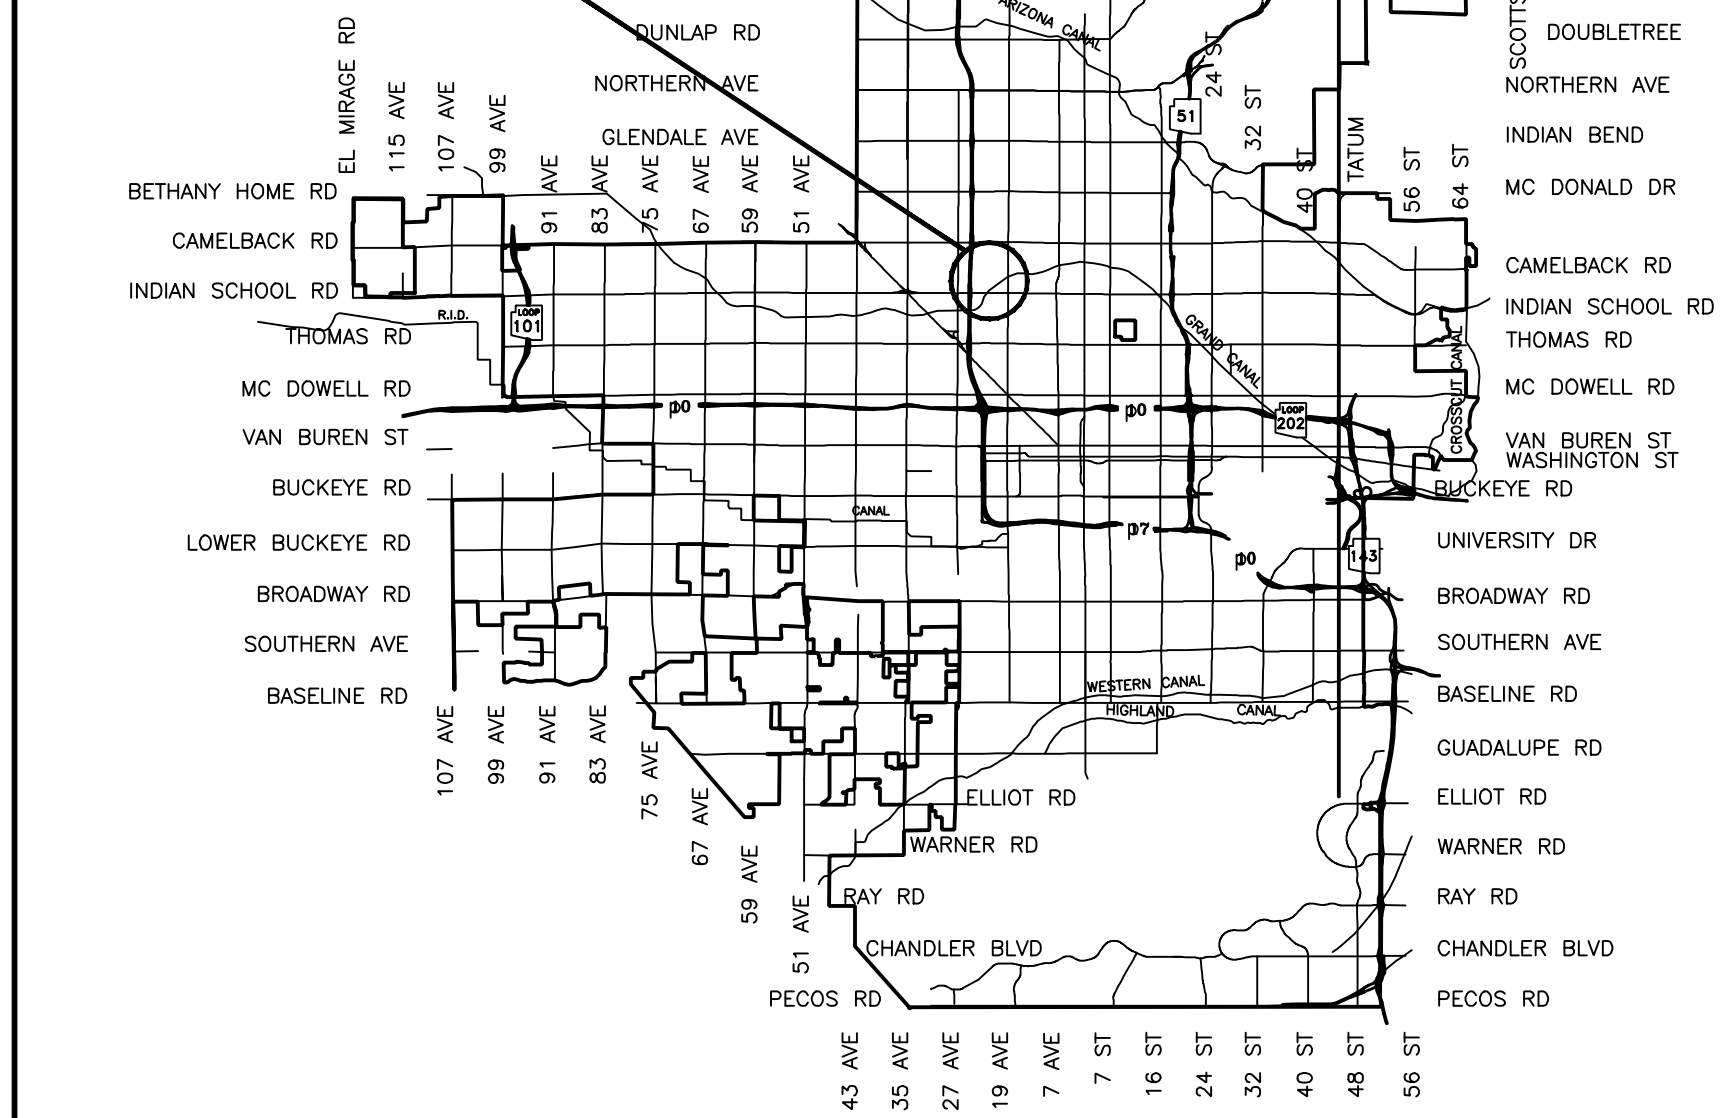 EL MIRAGE RD
115 AVE
107 AVE
99 AVE
91 AVE
83 AVE
75 AVE
67 AVE
59 AVE
51 AVE
DUNLAP RD
NORTHERN AVE
GLENDALE AVE
BETHANY HOME RD
CAMELBACK RD
INDIAN SCHOOL RD
R.I.D.
THOMAS RD
MC DOWELL RD
VAN BUREN ST
BUCKEYE RD
LOWER BUCKEYE RD
BROADWAY RD
SOUTHERN AVE
BASELINE RD
LOOP
101
ARIZONA CANAL
51
24 ST
32 ST
40 ST
TATUM
56 ST
64 ST
DOUBLETREE
NORTHERN AVE
INDIAN BEND
MC DONALD DR
CAMELBACK RD
INDIAN SCHOOL RD
THOMAS RD
MC DOWELL RD
VAN BUREN ST
WASHINGTON ST
BUCKEYE RD
UNIVERSITY DR
BROADWAY RD
SOUTHERN AVE
BASELINE RD
GUADALUPE RD
ELLIOT RD
WARNER RD
RAY RD
CHANDLER BLVD
PECOS RD
GRAND CANAL
CROSSCUT CANAL
LOOP
202
10
10
17
10
143
CANAL
WESTERN CANAL
HIGHLAND CANAL
107 AVE
99 AVE
91 AVE
83 AVE
75 AVE
67 AVE
59 AVE
51 AVE
ELLIOT RD
WARNER RD
RAY RD
CHANDLER BLVD
PECOS RD
43 AVE
35 AVE
27 AVE
19 AVE
7 AVE
7 ST
16 ST
24 ST
32 ST
40 ST
48 ST
56 ST